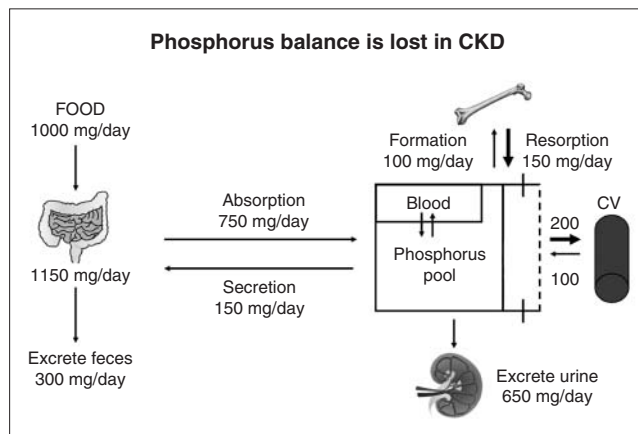 Phosphorus balance is lost in CKD
FOOD
1000 mg/day
1150 mg/day
Excrete feces
300 mg/day
Absorption
750 mg/day
Secretion
150 mg/day
Formation
100 mg/day
Resorption
150 mg/day
Blood
Phosphorus
pool
CV
200
100
Excrete urine
650 mg/day